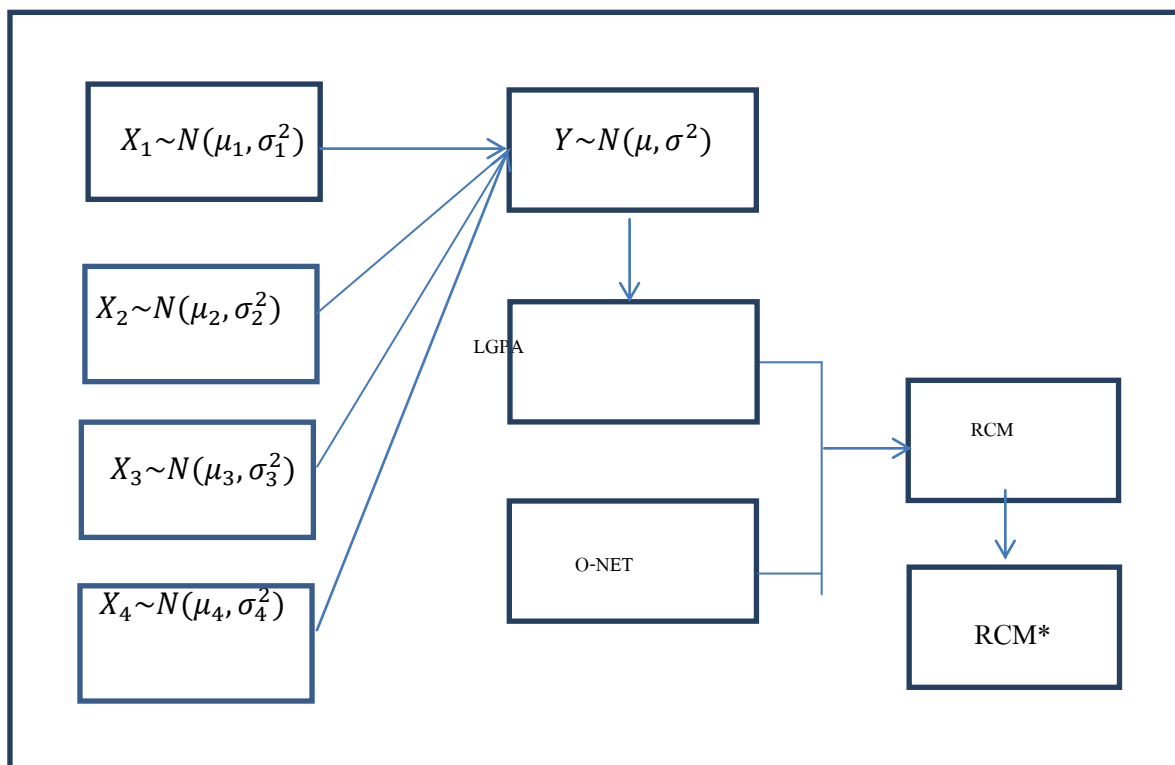 X₁~N(μ₁, σ₁²)
Y~N(μ, σ²)
X₂~N(μ₂, σ₂²)
LGPA
X₃~N(μ₃, σ₃²)
RCM
O-NET
X₄~N(μ₄, σ₄²)
RCM*